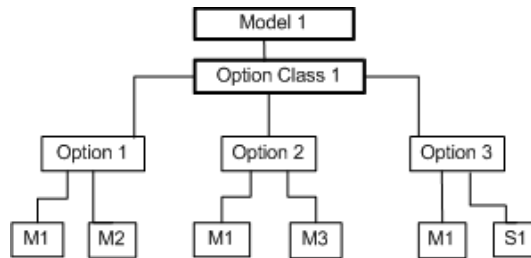 Model 1
Option Class 1
Option 1 Option 2 Option 3
M1 M2 M1 M3 M1 S1